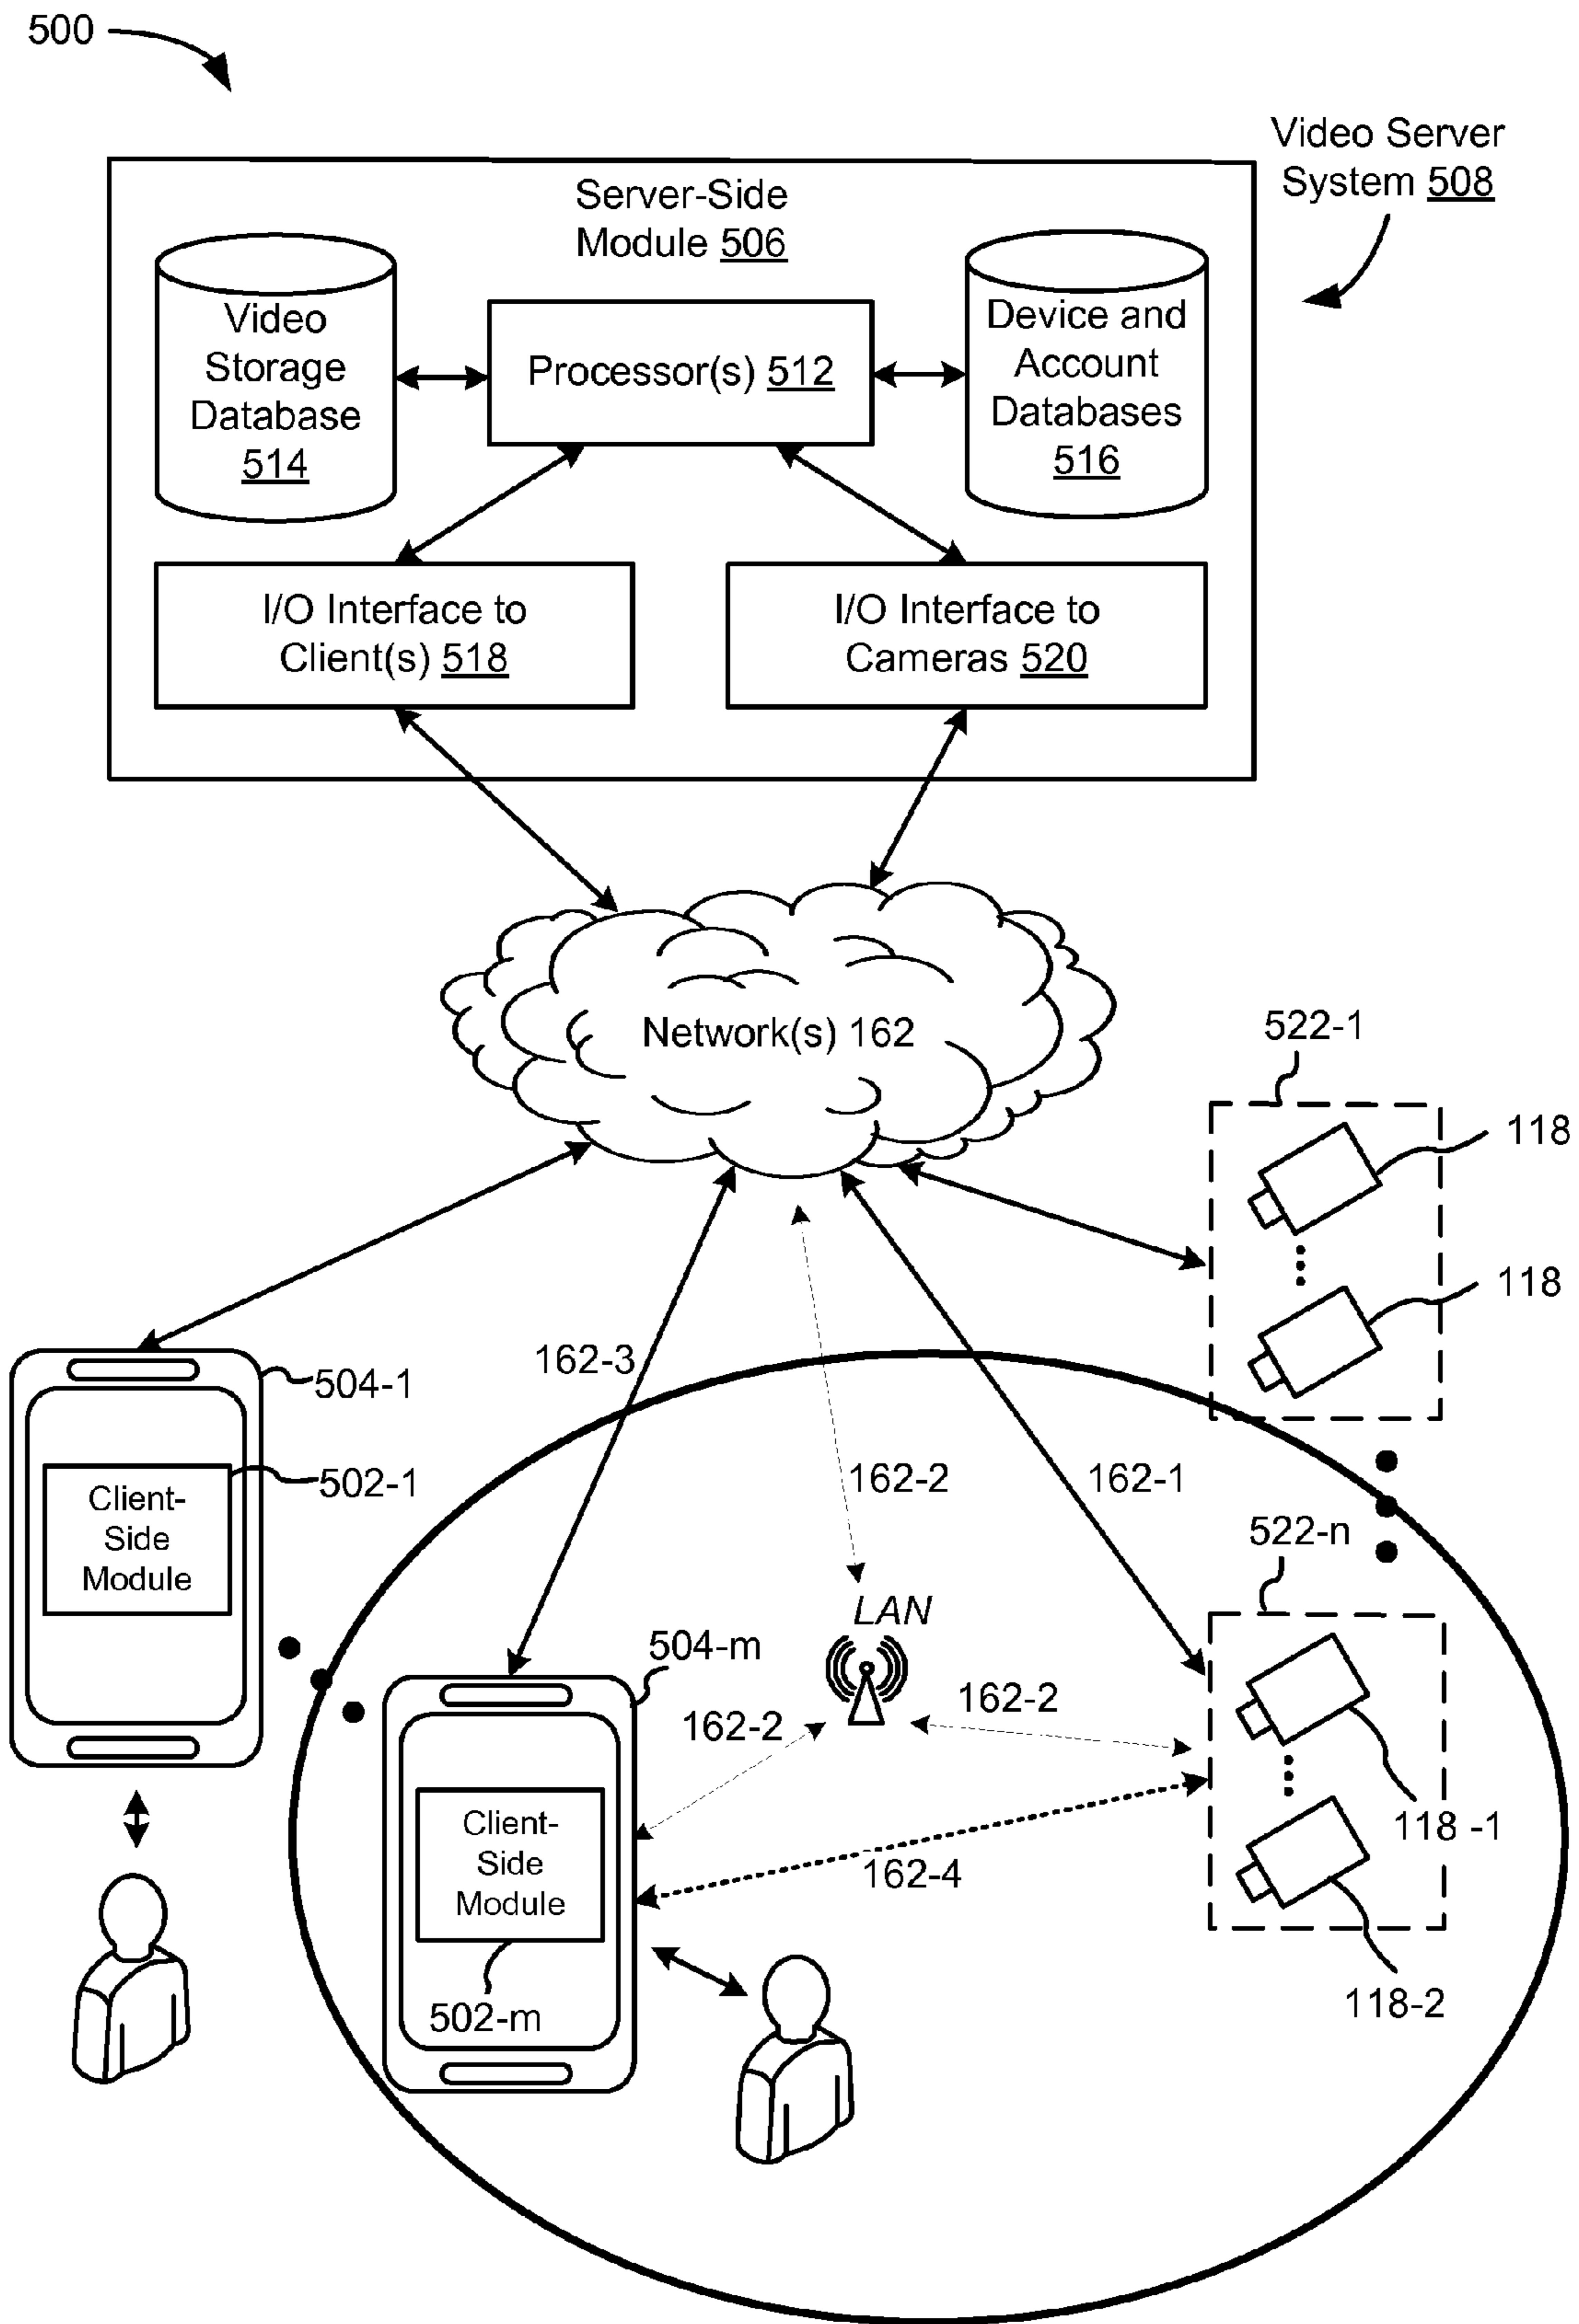 500
Video Server
System 508
Server-Side
Module 506
Video
Storage
Database
514
Processor(s) 512
Device and
Account
Databases
516
I/O Interface to
Client(s) 518
I/O Interface to
Cameras 520
Network(s) 162
522-1
118
118
162-3
504-1
162-2
162-1
502-1
Client-
Side
Module
522-n
LAN
504-m
162-2
162-2
Client-
Side
Module
118 -1
162-4
502-m
118-2